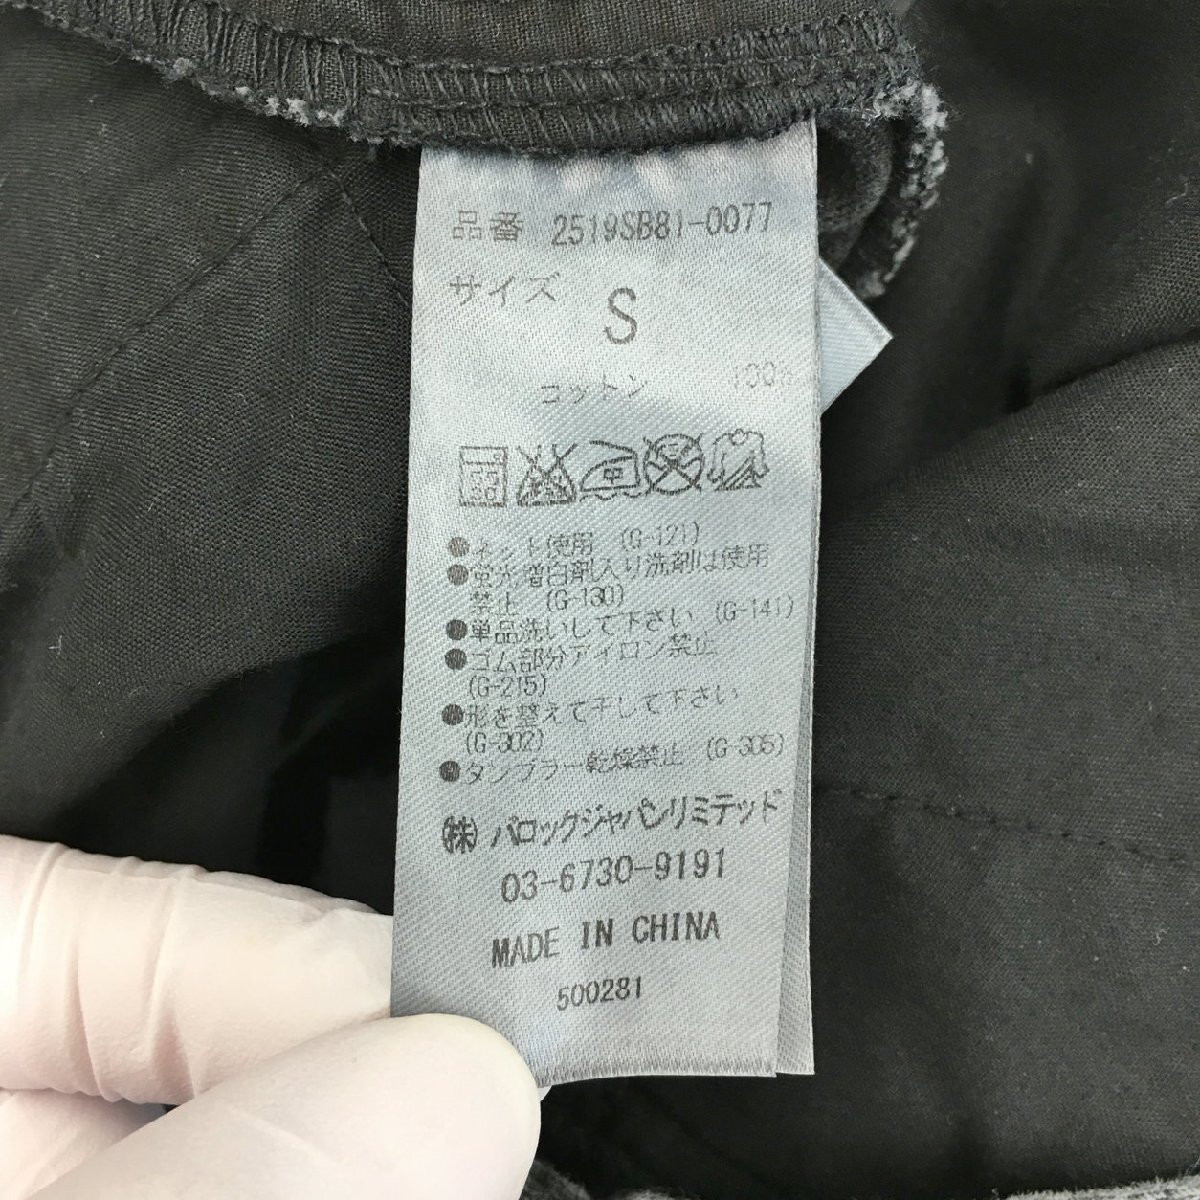 品番 2519SB81-0077
サイズ S
コットン 100%
●ネット使用 (G-121)
●蛍光増白剤入り洗剤は使用
禁止 (G-130)
●単品洗いして下さい (G-141)
●ゴム部分アイロン禁止
(G-215)
●形を整えて干して下さい
(G-302)
●タンブラー乾燥禁止 (G-305)
㈱バロックジャパンリミテッド
03-6730-9191
MADE IN CHINA
500281